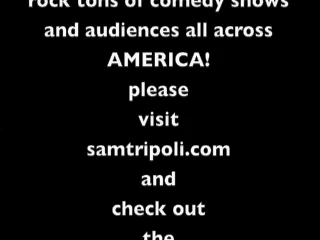 rock tons of comedy shows
and audiences all across
AMERICA!
please
visit
samtripoli.com
and
check out
the